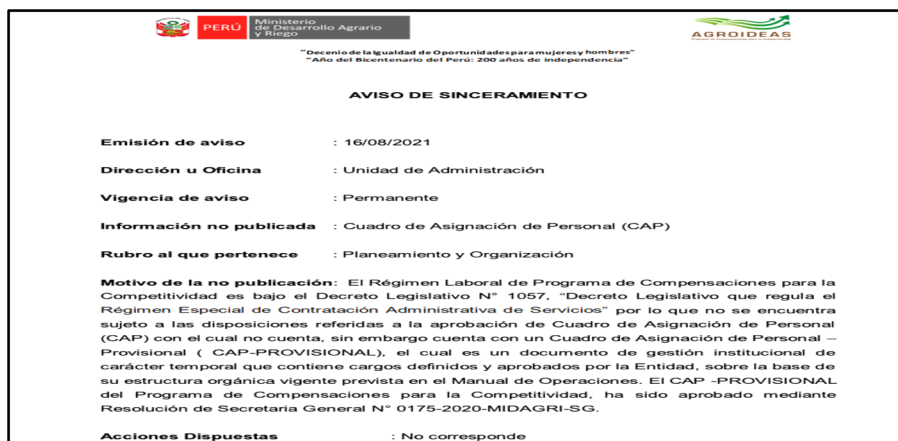 PERÚ
Ministerio
de Desarrollo Agrario
y Riego
AGROIDEAS
"Decenio de la Igualdad de Oportunidades para mujeres y hombres"
"Año del Bicentenario del Perú: 200 años de independencia"
AVISO DE SINCERAMIENTO
Emisión de aviso : 16/08/2021
Dirección u Oficina : Unidad de Administración
Vigencia de aviso : Permanente
Información no publicada : Cuadro de Asignación de Personal (CAP)
Rubro al que pertenece : Planeamiento y Organización
Motivo de la no publicación: El Régimen Laboral de Programa de Compensaciones para la
Competitividad es bajo el Decreto Legislativo N° 1057, "Decreto Legislativo que regula el
Régimen Especial de Contratación Administrativa de Servicios" por lo que no se encuentra
sujeto a las disposiciones referidas a la aprobación de Cuadro de Asignación de Personal
(CAP) con el cual no cuenta, sin embargo cuenta con un Cuadro de Asignación de Personal –
Provisional ( CAP-PROVISIONAL), el cual es un documento de gestión institucional de
carácter temporal que contiene cargos definidos y aprobados por la Entidad, sobre la base de
su estructura orgánica vigente prevista en el Manual de Operaciones. El CAP -PROVISIONAL
del Programa de Compensaciones para la Competitividad, ha sido aprobado mediante
Resolución de Secretaría General N° 0175-2020-MIDAGRI-SG.
Acciones Dispuestas : No corresponde